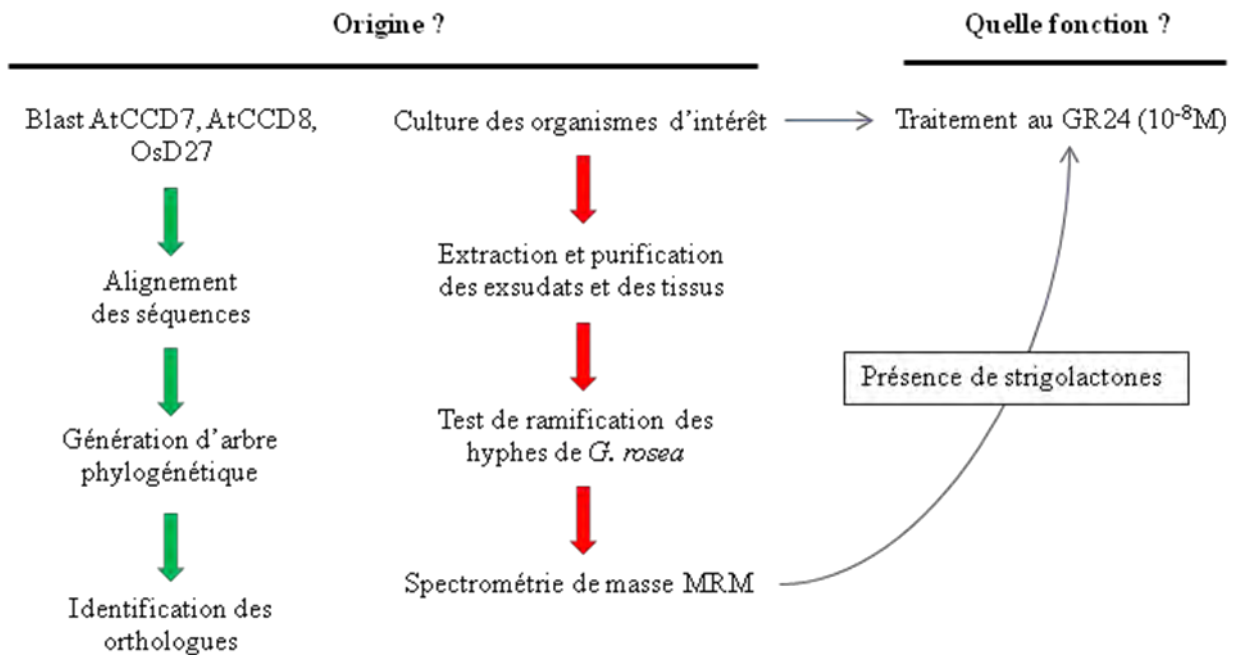 Origine ?
Quelle fonction ?
Blast AtCCD7, AtCCD8,
OsD27
Alignement
des séquences
Génération d'arbre
phylogénétique
Identification des
orthologues
Culture des organismes d'intérêt
Extraction et purification
des exsudats et des tissus
Test de ramification des
hyphes de G. rosea
Spectrométrie de masse MRM
Traitement au GR24 (10⁻⁸M)
Présence de strigolactones